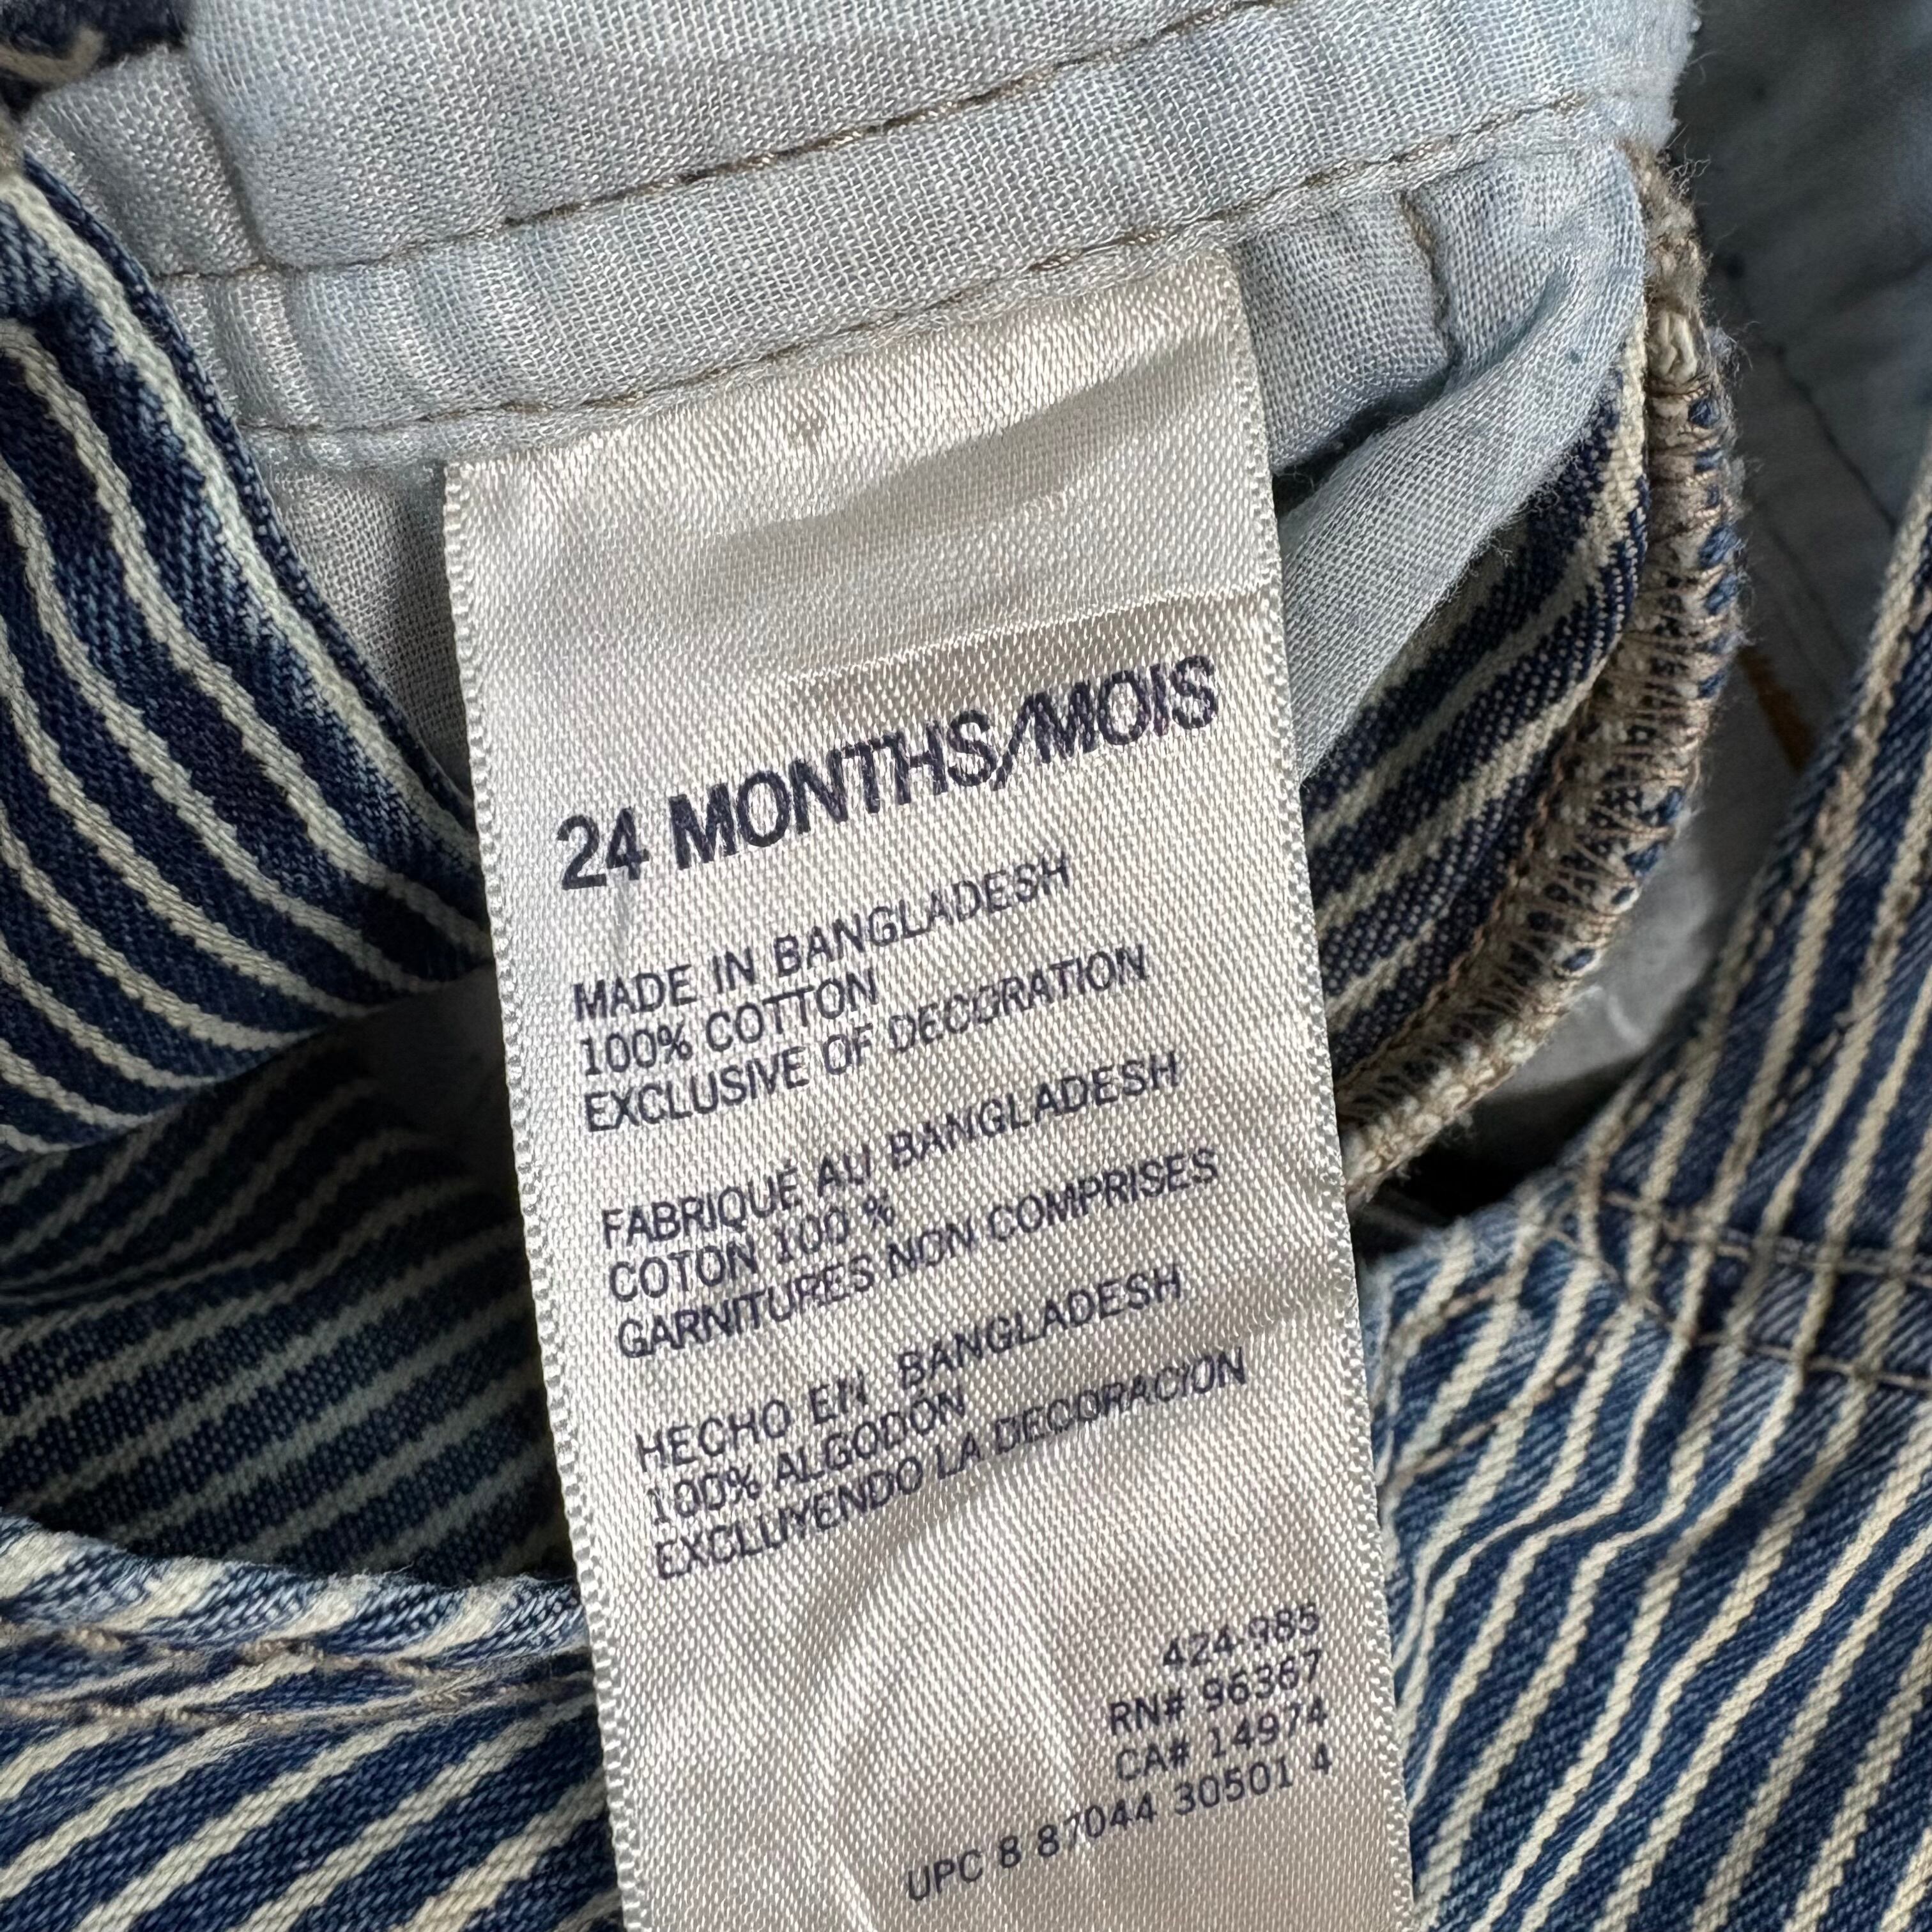 24 MONTHS/MOIS
MADE IN BANGLADESH
100% COTTON
EXCLUSIVE OF DECORATION
FABRIQUÉ AU BANGLADESH
COTON 100 %
GARNITURES NON COMPRISES
HECHO EN BANGLADESH
100% ALGODÓN
EXCLUYENDO LA DECORACION
424-985
RN# 96367
CA# 14974
UPC 8 87044 30501 4